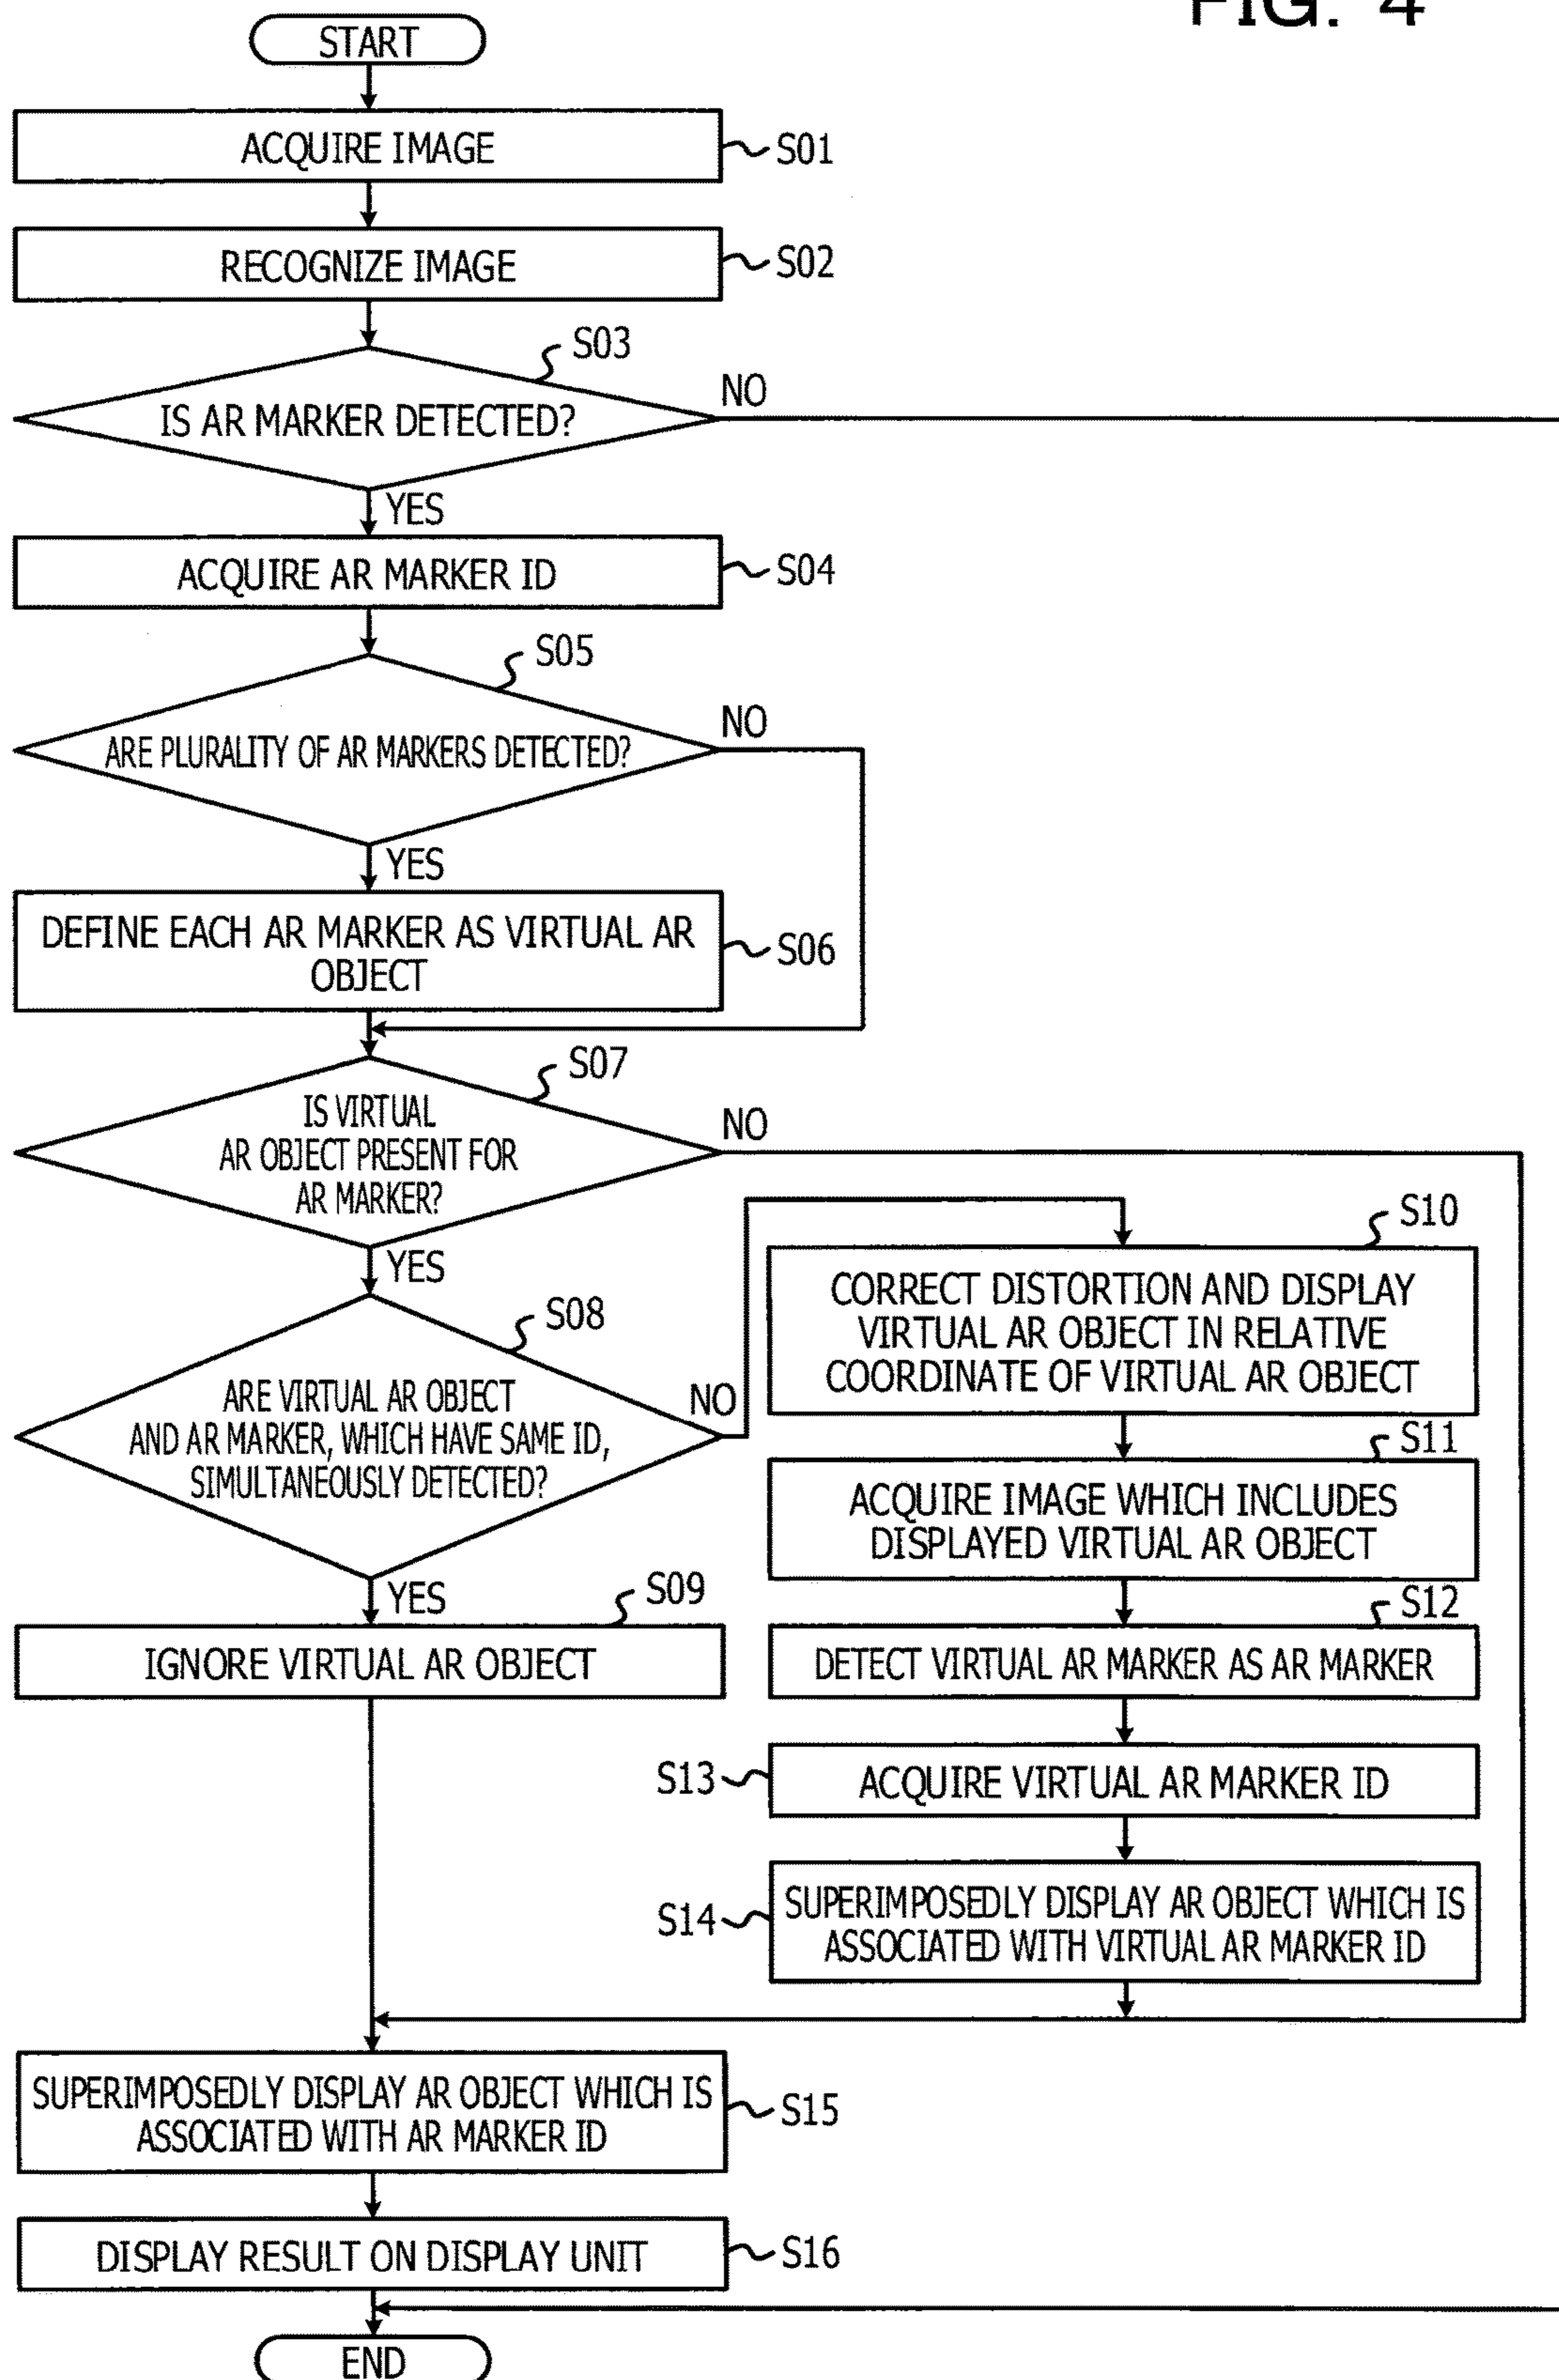 FIG. 4
START
ACQUIRE IMAGE
S01
RECOGNIZE IMAGE
S02
S03
IS AR MARKER DETECTED?
NO
YES
ACQUIRE AR MARKER ID
S04
S05
ARE PLURALITY OF AR MARKERS DETECTED?
NO
YES
DEFINE EACH AR MARKER AS VIRTUAL AR
OBJECT
S06
S07
IS VIRTUAL
AR OBJECT PRESENT FOR
AR MARKER?
NO
YES
S08
ARE VIRTUAL AR OBJECT
AND AR MARKER, WHICH HAVE SAME ID,
SIMULTANEOUSLY DETECTED?
NO
YES
S09
IGNORE VIRTUAL AR OBJECT
S10
CORRECT DISTORTION AND DISPLAY
VIRTUAL AR OBJECT IN RELATIVE
COORDINATE OF VIRTUAL AR OBJECT
S11
ACQUIRE IMAGE WHICH INCLUDES
DISPLAYED VIRTUAL AR OBJECT
S12
DETECT VIRTUAL AR MARKER AS AR MARKER
S13
ACQUIRE VIRTUAL AR MARKER ID
S14
SUPERIMPOSEDLY DISPLAY AR OBJECT WHICH IS
ASSOCIATED WITH VIRTUAL AR MARKER ID
SUPERIMPOSEDLY DISPLAY AR OBJECT WHICH IS
ASSOCIATED WITH AR MARKER ID
S15
DISPLAY RESULT ON DISPLAY UNIT
S16
END